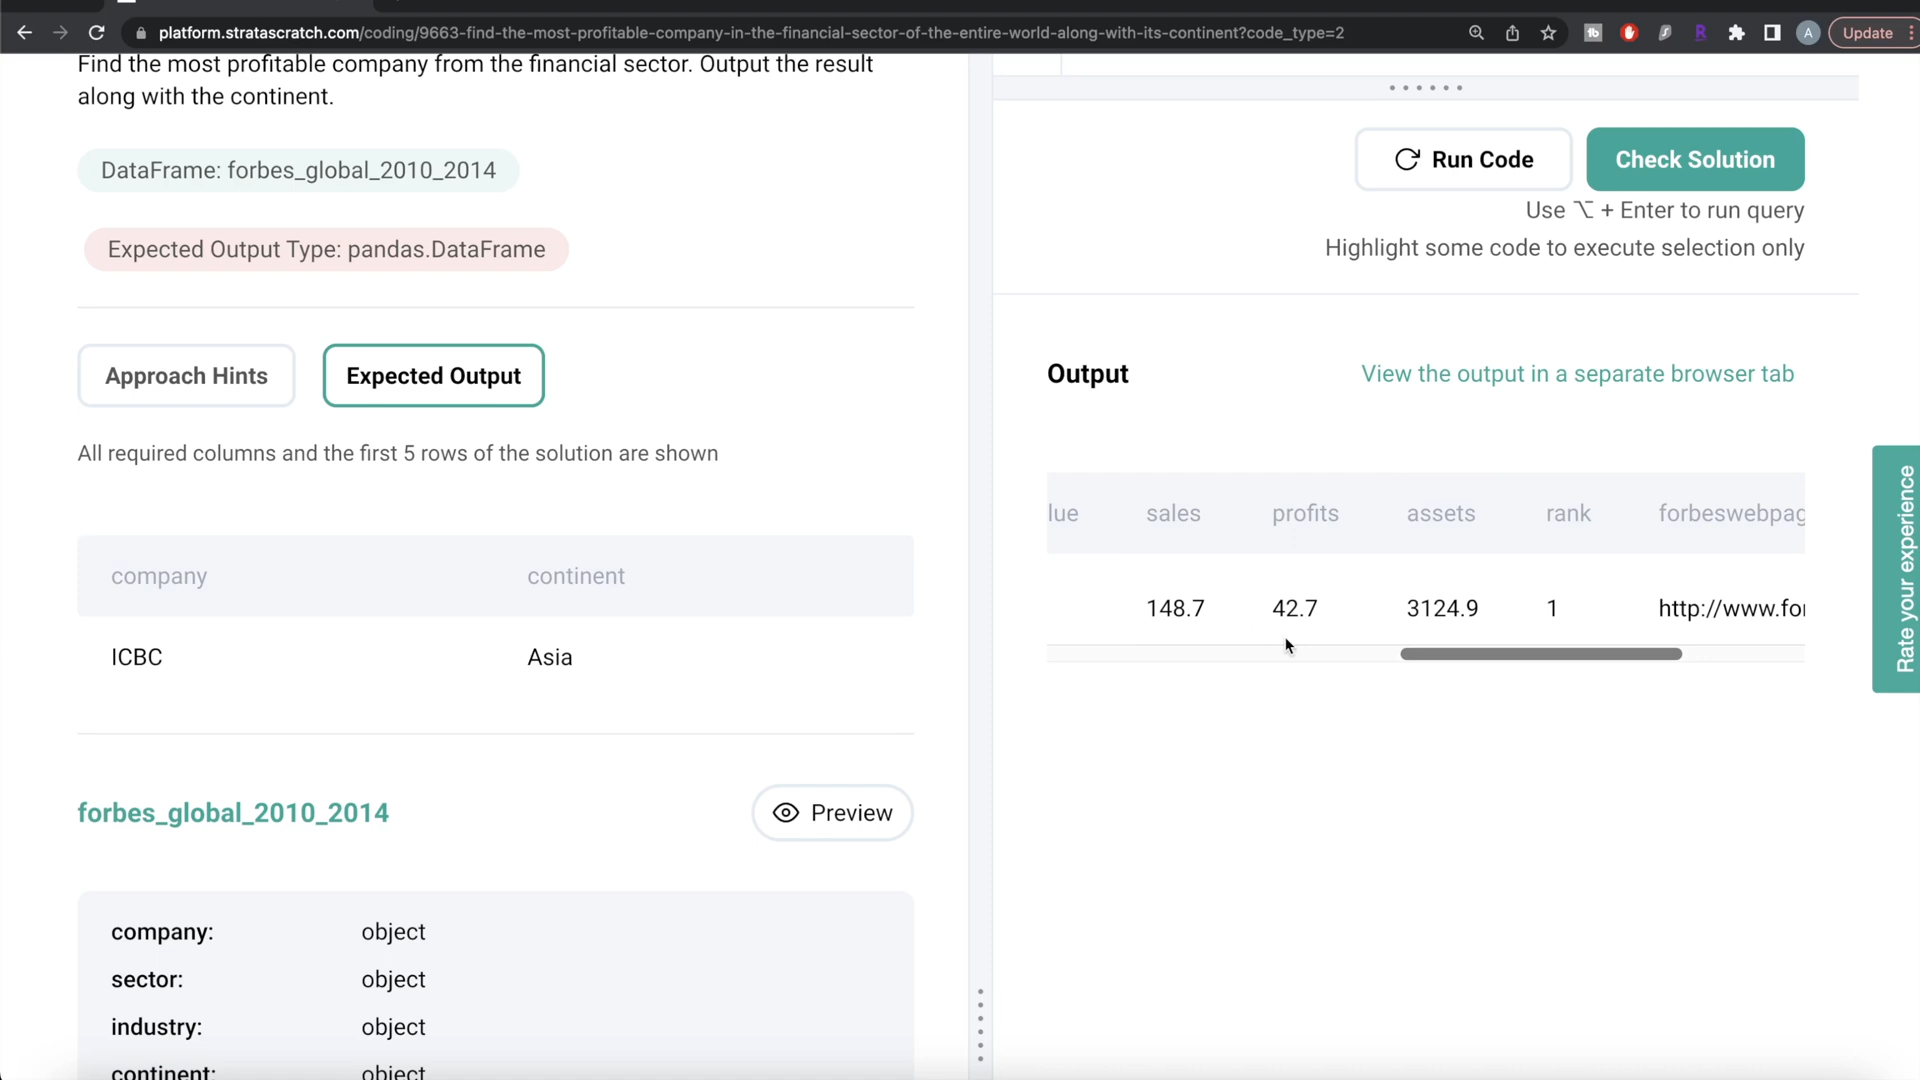 platform.stratascratch.com/coding/9663-find-the-most-profitable-company-in-the-financial-sector-of-the-entire-world-along-with-its-continent?code_type=2
Update
Find the most profitable company from the financial sector. Output the result
along with the continent.
DataFrame: forbes_global_2010_2014
Expected Output Type: pandas.DataFrame
Approach Hints
Expected Output
All required columns and the first 5 rows of the solution are shown
company continent
ICBC Asia
forbes_global_2010_2014
Preview
company: object
sector: object
industry: object
continent: object
Run Code
Check Solution
Use ⌥ + Enter to run query
Highlight some code to execute selection only
Output
View the output in a separate browser tab
lue sales profits assets rank forbeswebpag
148.7 42.7 3124.9 1 http://www.for
Rate your experience
A
tb
R